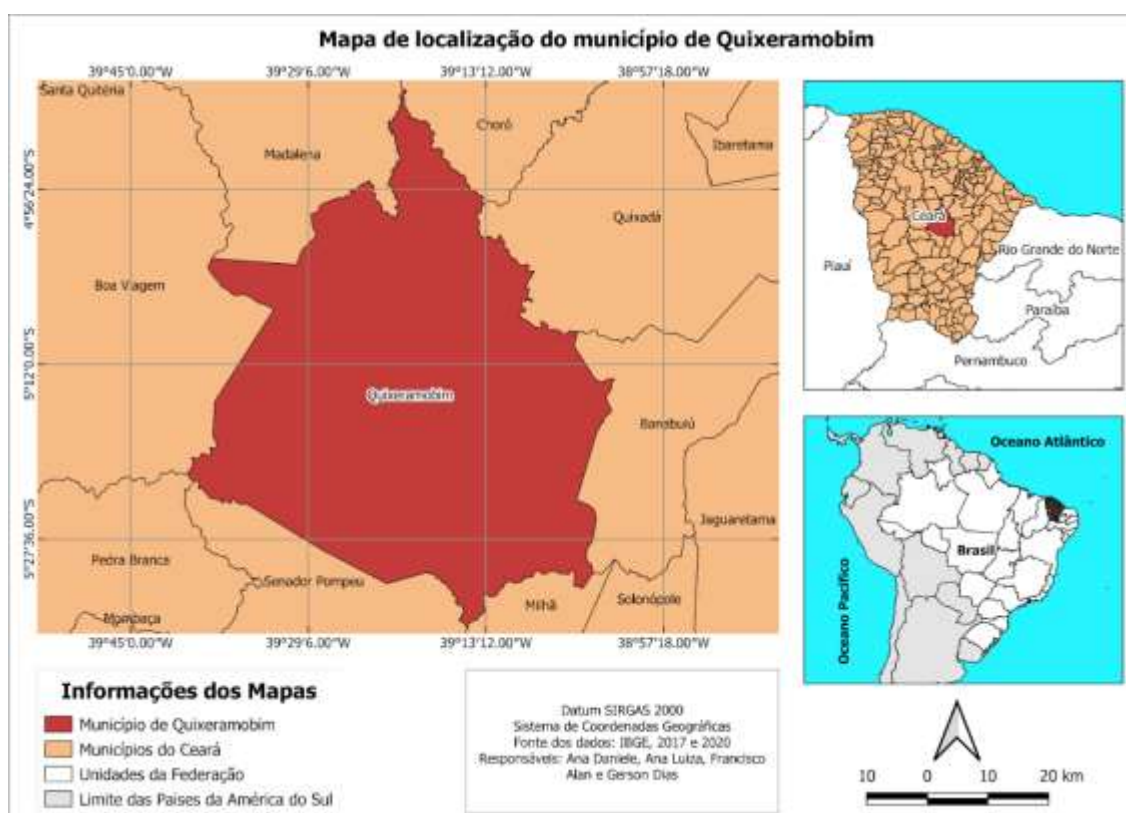 Mapa de localização do município de Quixeramobim
39°45'0.00"W 39°29'6.00"W 39°13'12.00"W 38°57'18.00"W
Santa Quitéria
Choró
Madalena
Ibaretama
4°56'24.00"S
Quixadá
Boa Viagem
5°12'0.00"S
Quixeramobim
Banabuiú
5°27'36.00"S
Jaguaretama
Pedra Branca
Senador Pompeu
Milhã
Solonópole
Mombaça
39°45'0.00"W 39°29'6.00"W 39°13'12.00"W 38°57'18.00"W
Ceará
Piauí
Rio Grande do Norte
Paraíba
Pernambuco
Oceano Atlântico
Brasil
Oceano Pacífico
Informações dos Mapas
Município de Quixeramobim
Municípios do Ceará
Unidades da Federação
Limite das Paises da América do Sul
Datum SIRGAS 2000
Sistema de Coordenadas Geográficas
Fonte dos dados: IBGE, 2017 e 2020
Responsáveis: Ana Daniele, Ana Luiza, Francisco
Alan e Gerson Dias
10 0 10 20 km